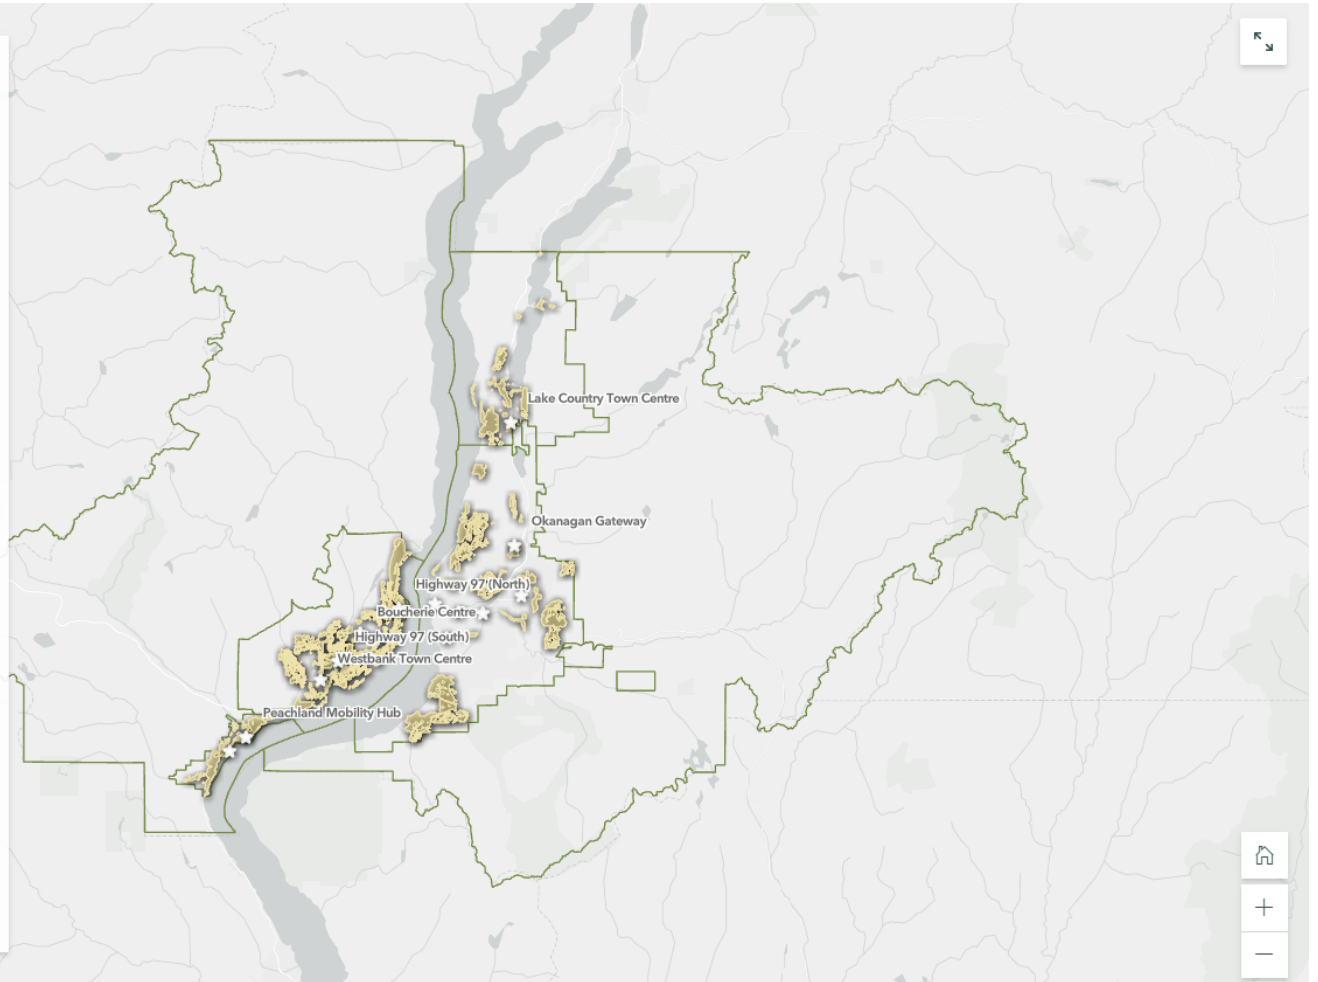 Lake Country Town Centre
Okanagan Gateway
Highway 97 (North)
Boucherie Centre
Highway 97 (South)
Westbank Town Centre
Peachland Mobility Hub